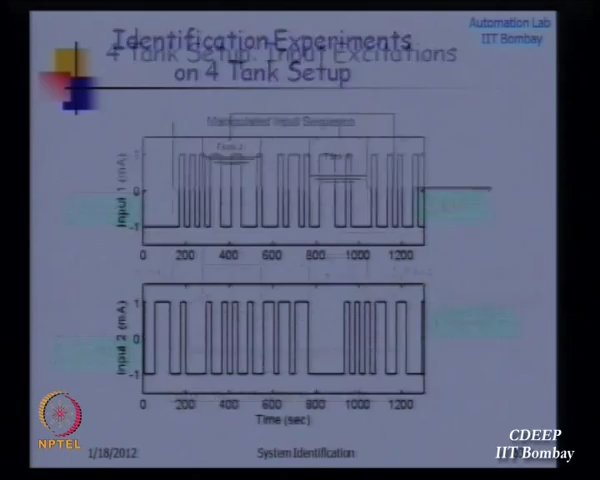 Automation Lab
IIT Bombay
Identification Experiments
4 Tank Setup: Input Excitations
on 4 Tank Setup
Manipulated Input Sequence
Input 1 (mA)
1
0
-1
0 200 400 600 800 1000 1200
Input 2 (mA)
1
0
-1
0 200 400 600 800 1000 1200
Time (sec)
NPTEL
1/18/2012
System Identification
CDEEP
IIT Bombay